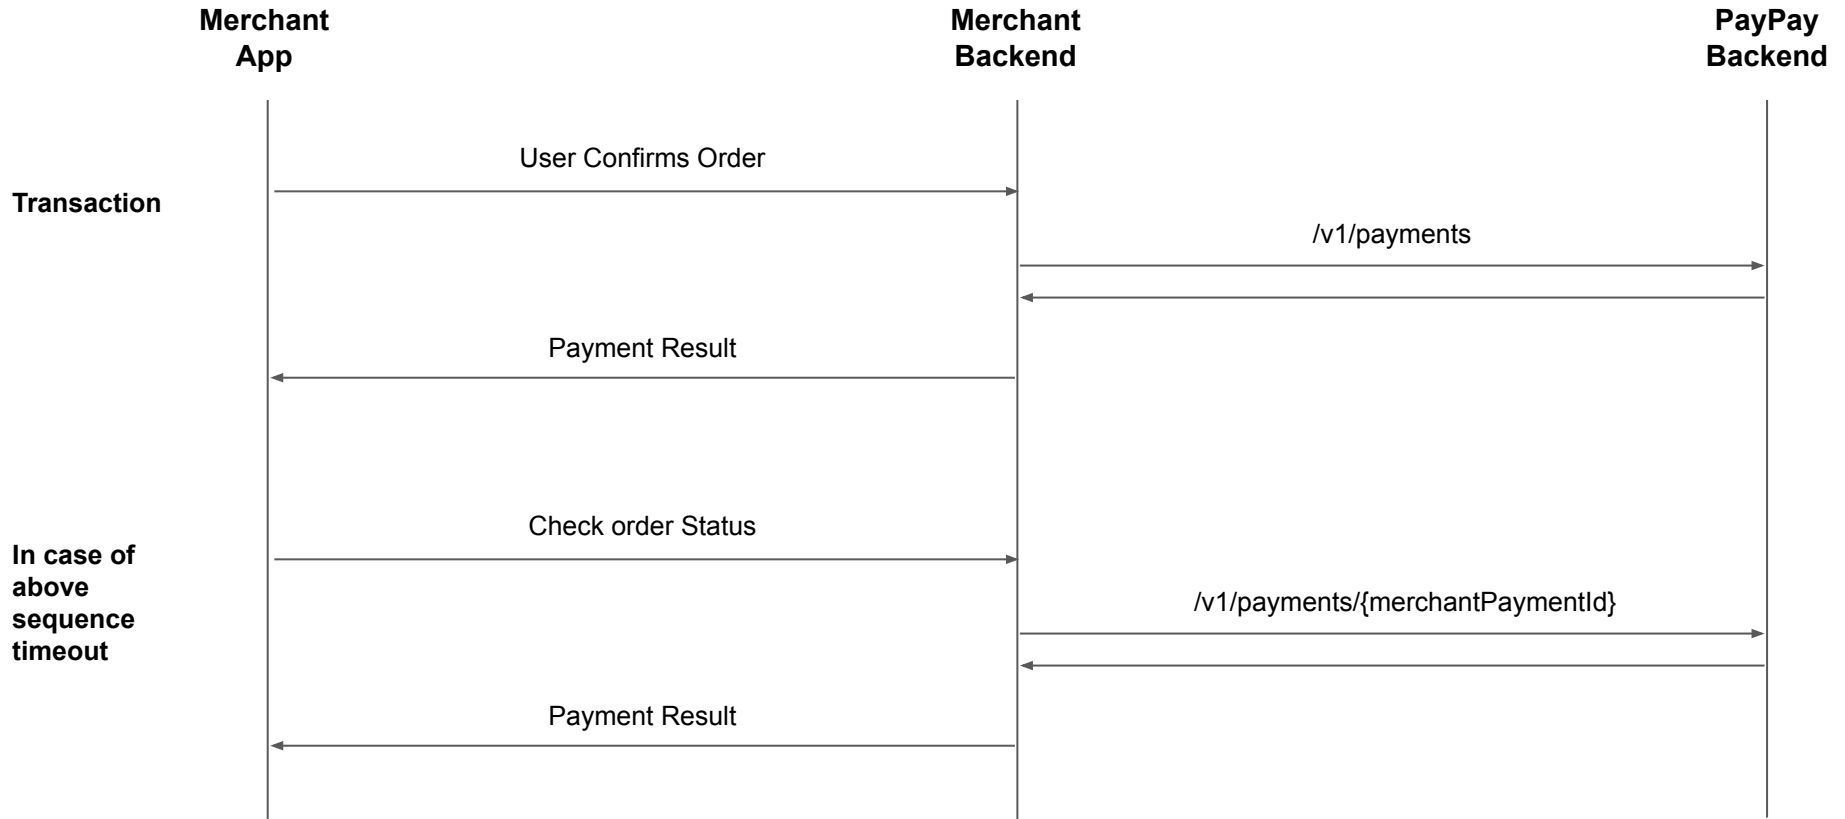 Merchant
App
Merchant
Backend
PayPay
Backend
User Confirms Order
Transaction
/v1/payments
Payment Result
Check order Status
In case of
above
sequence
timeout
/v1/payments/{merchantPaymentId}
Payment Result